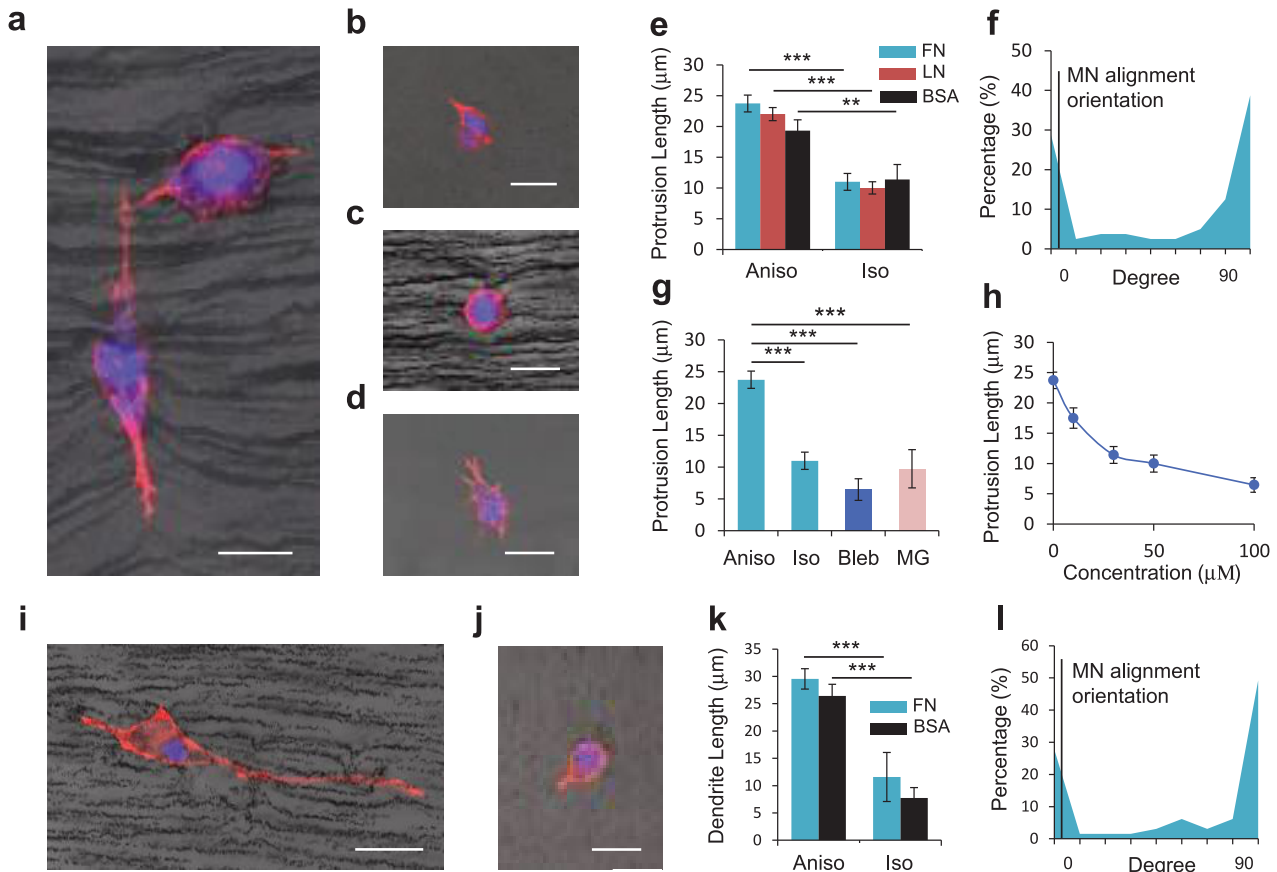 a
b
c
d
e
Protrusion Length (μm)
30
25
20
15
10
5
0
***
***
**
FN
LN
BSA
Aniso
Iso
f
Percentage (%)
50
40
30
20
10
0
MN alignment
orientation
0
Degree
90
g
Protrusion Length (μm)
30
25
20
15
10
5
0
***
***
***
Aniso
Iso
Bleb
MG
h
Protrusion Length (μm)
30
25
20
15
10
5
0
0
50
100
Concentration (μM)
i
j
k
Dendrite Length (μm)
35
30
25
20
15
10
5
0
***
***
FN
BSA
Aniso
Iso
l
Percentage (%)
60
50
40
30
20
10
0
MN alignment
orientation
0
Degree
90